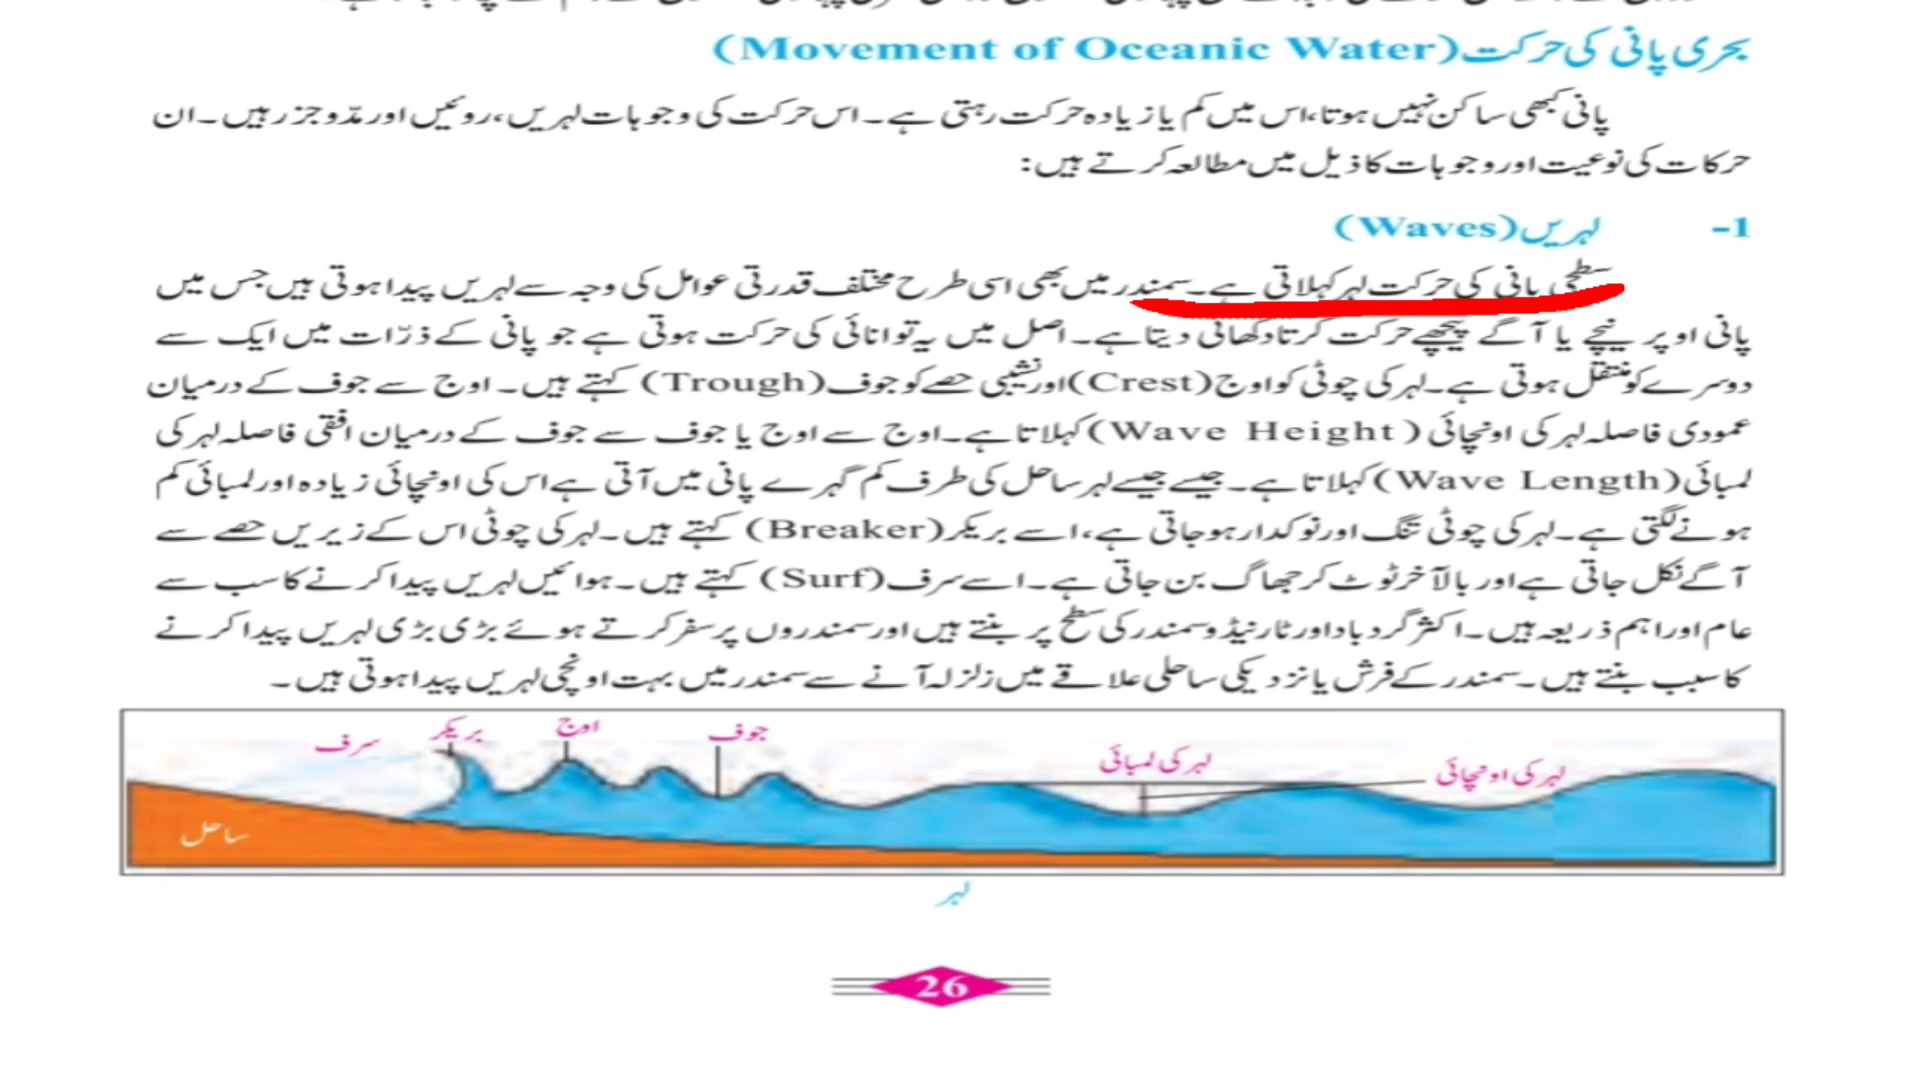 بحری پانی کی حرکت (Movement of Oceanic Water)
پانی کبھی ساکن نہیں ہوتا، اس میں کم یا زیادہ حرکت رہتی ہے۔ اس حرکت کی وجوہات لہریں، روئیں اور مدّوجزر ہیں۔ ان
حرکات کی نوعیت اور وجوہات کا ذیل میں مطالعہ کرتے ہیں:
1- لہریں (Waves)
سطحی پانی کی حرکت لہر کہلاتی ہے۔ سمندر میں بھی اسی طرح مختلف قدرتی عوامل کی وجہ سے لہریں پیدا ہوتی ہیں جس میں
پانی اوپر نیچے یا آگے پیچھے حرکت کرتا دکھائی دیتا ہے۔ اصل میں یہ توانائی کی حرکت ہوتی ہے جو پانی کے ذرّات میں ایک سے
دوسرے کو منتقل ہوتی ہے۔ لہر کی چوٹی کو اوج (Crest) اور نشیبی حصے کو جوف (Trough) کہتے ہیں۔ اوج سے جوف کے درمیان
عمودی فاصلہ لہر کی اونچائی (Wave Height) کہلاتا ہے۔ اوج سے اوج یا جوف سے جوف کے درمیان افقی فاصلہ لہر کی
لمبائی (Wave Length) کہلاتا ہے۔ جیسے جیسے لہر ساحل کی طرف کم گہرے پانی میں آتی ہے اس کی اونچائی زیادہ اور لمبائی کم
ہونے لگتی ہے۔ لہر کی چوٹی تنگ اور نوکدار ہو جاتی ہے، اسے بریکر (Breaker) کہتے ہیں۔ لہر کی چوٹی اس کے زیریں حصے سے
آگے نکل جاتی ہے اور بالآخر ٹوٹ کر جھاگ بن جاتی ہے۔ اسے سرف (Surf) کہتے ہیں۔ ہوائیں لہریں پیدا کرنے کا سب سے
عام اور اہم ذریعہ ہیں۔ اکثر گردباد اور ٹارنیڈو سمندر کی سطح پر بنتے ہیں اور سمندروں پر سفر کرتے ہوئے بڑی بڑی لہریں پیدا کرنے
کا سبب بنتے ہیں۔ سمندر کے فرش یا نزدیکی ساحلی علاقے میں زلزلہ آنے سے سمندر میں بہت اونچی لہریں پیدا ہوتی ہیں۔
سرف
بریکر
اوج
جوف
لہر کی لمبائی
لہر کی اونچائی
ساحل
لہر
26